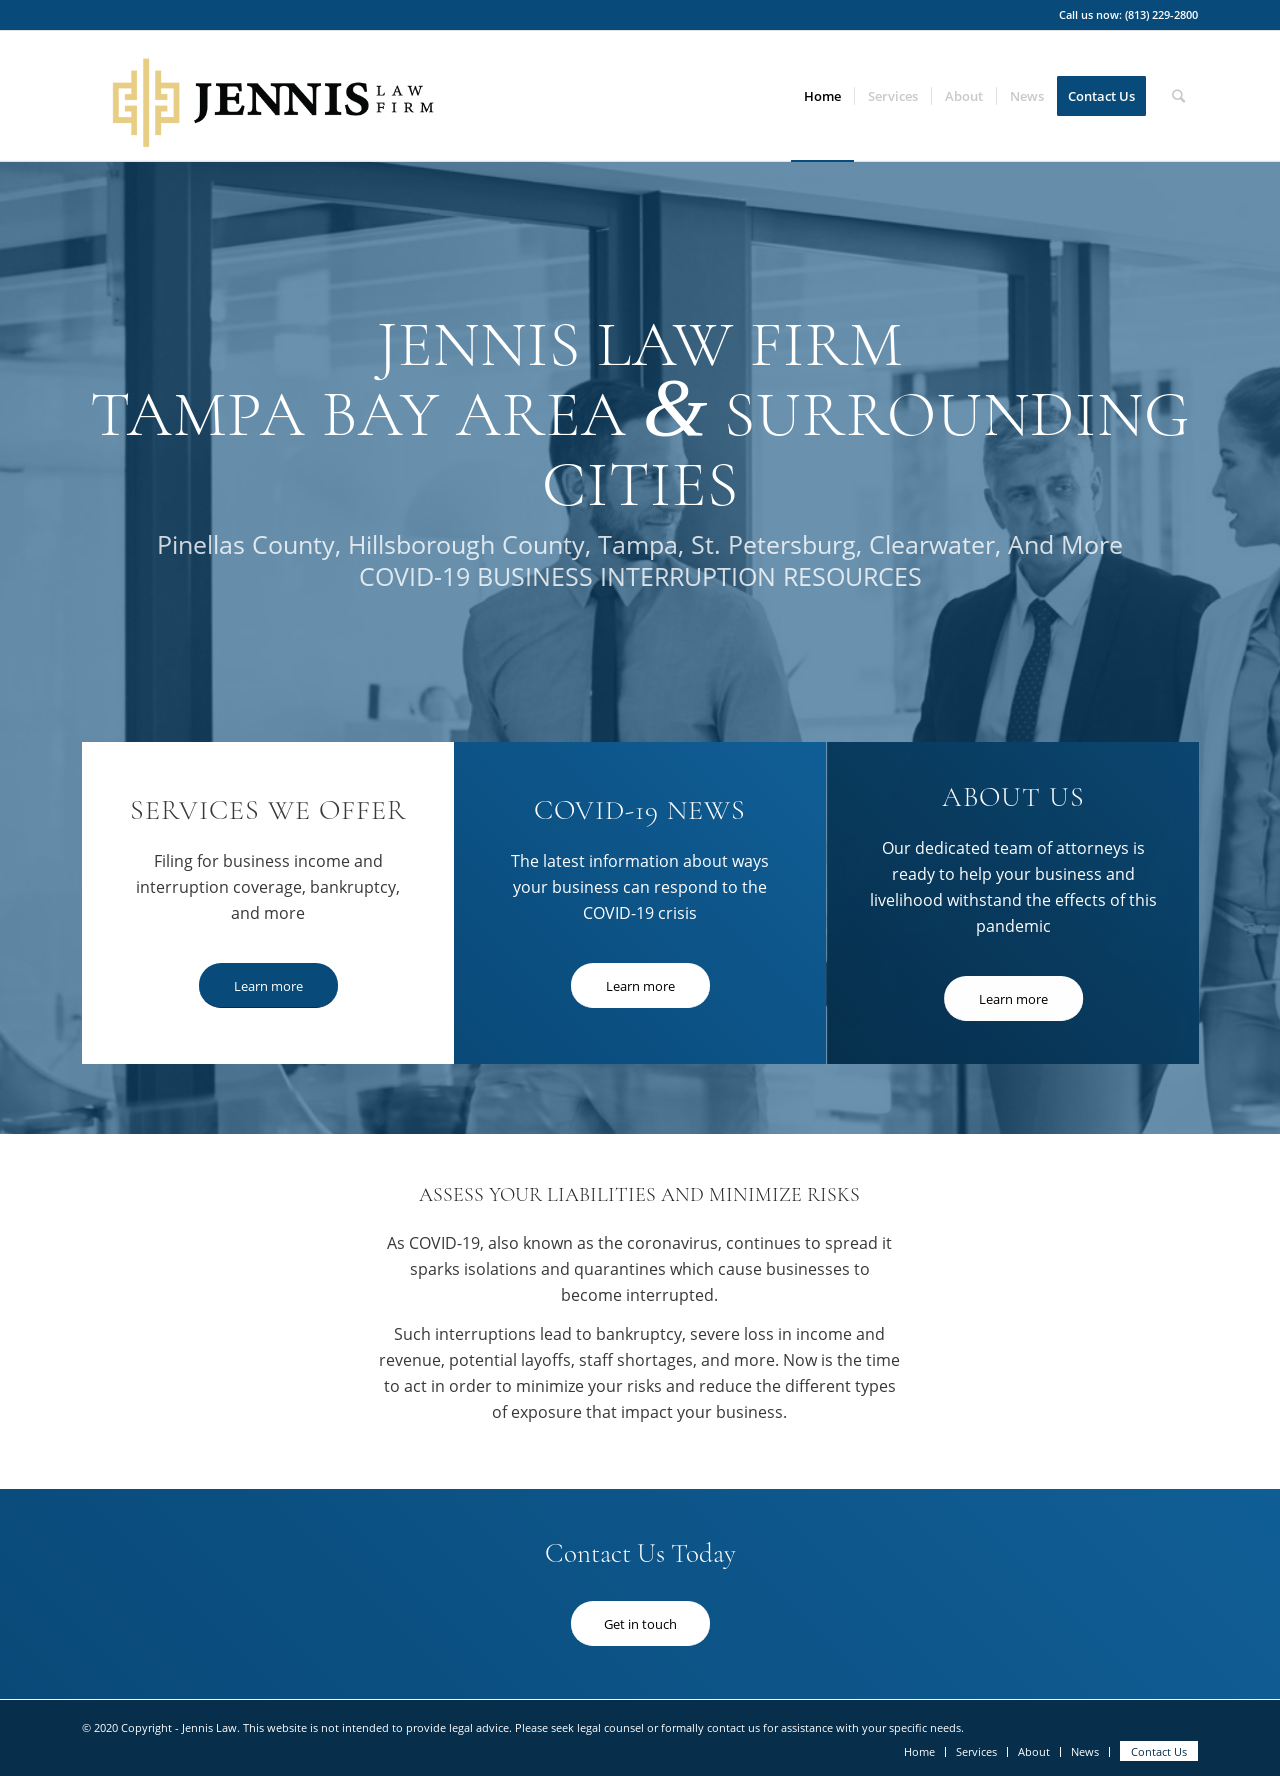 Call us now: (813) 229-2800
JENNIS LAW FIRM
Home
Services
About
News
Contact Us
JENNIS LAW FIRM
TAMPA BAY AREA & SURROUNDING
CITIES
Pinellas County, Hillsborough County, Tampa, St. Petersburg, Clearwater, And More
COVID-19 BUSINESS INTERRUPTION RESOURCES
SERVICES WE OFFER
Filing for business income and
interruption coverage, bankruptcy,
and more
Learn more
COVID-19 NEWS
The latest information about ways
your business can respond to the
COVID-19 crisis
Learn more
ABOUT US
Our dedicated team of attorneys is
ready to help your business and
livelihood withstand the effects of this
pandemic
Learn more
ASSESS YOUR LIABILITIES AND MINIMIZE RISKS
As COVID-19, also known as the coronavirus, continues to spread it
sparks isolations and quarantines which cause businesses to
become interrupted.
Such interruptions lead to bankruptcy, severe loss in income and
revenue, potential layoffs, staff shortages, and more. Now is the time
to act in order to minimize your risks and reduce the different types
of exposure that impact your business.
Contact Us Today
Get in touch
© 2020 Copyright - Jennis Law. This website is not intended to provide legal advice. Please seek legal counsel or formally contact us for assistance with your specific needs.
Home
Services
About
News
Contact Us